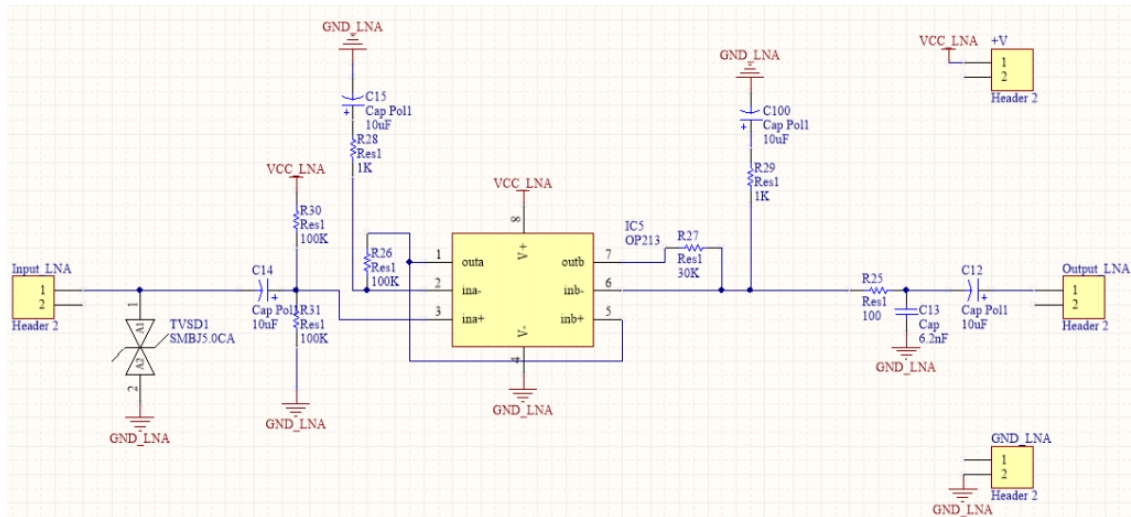 GND_LNA
C15
Cap Pol1
10uF
R28
Res1
1K
VCC_LNA
R30
Res1
100K
Input_LNA
1
2
Header 2
1
A1
A2
2
TVSD1
SMBJ5.0CA
GND_LNA
C14
Cap Pol1
10uF
R31
Res1
100K
GND_LNA
R26
Res1
100K
VCC_LNA
8
V+
1
outa
2
ina-
3
ina+
outb
7
inb-
6
inb+
5
V-
4
GND_LNA
IC5
OP213
R27
Res1
30K
GND_LNA
C100
Cap Pol1
10uF
R29
Res1
1K
R25
Res1
100
C13
Cap
6.2nF
GND_LNA
C12
Cap Pol1
10uF
Output_LNA
1
2
Header 2
VCC_LNA
+V
1
2
Header 2
GND_LNA
1
2
Header 2
GND_LNA